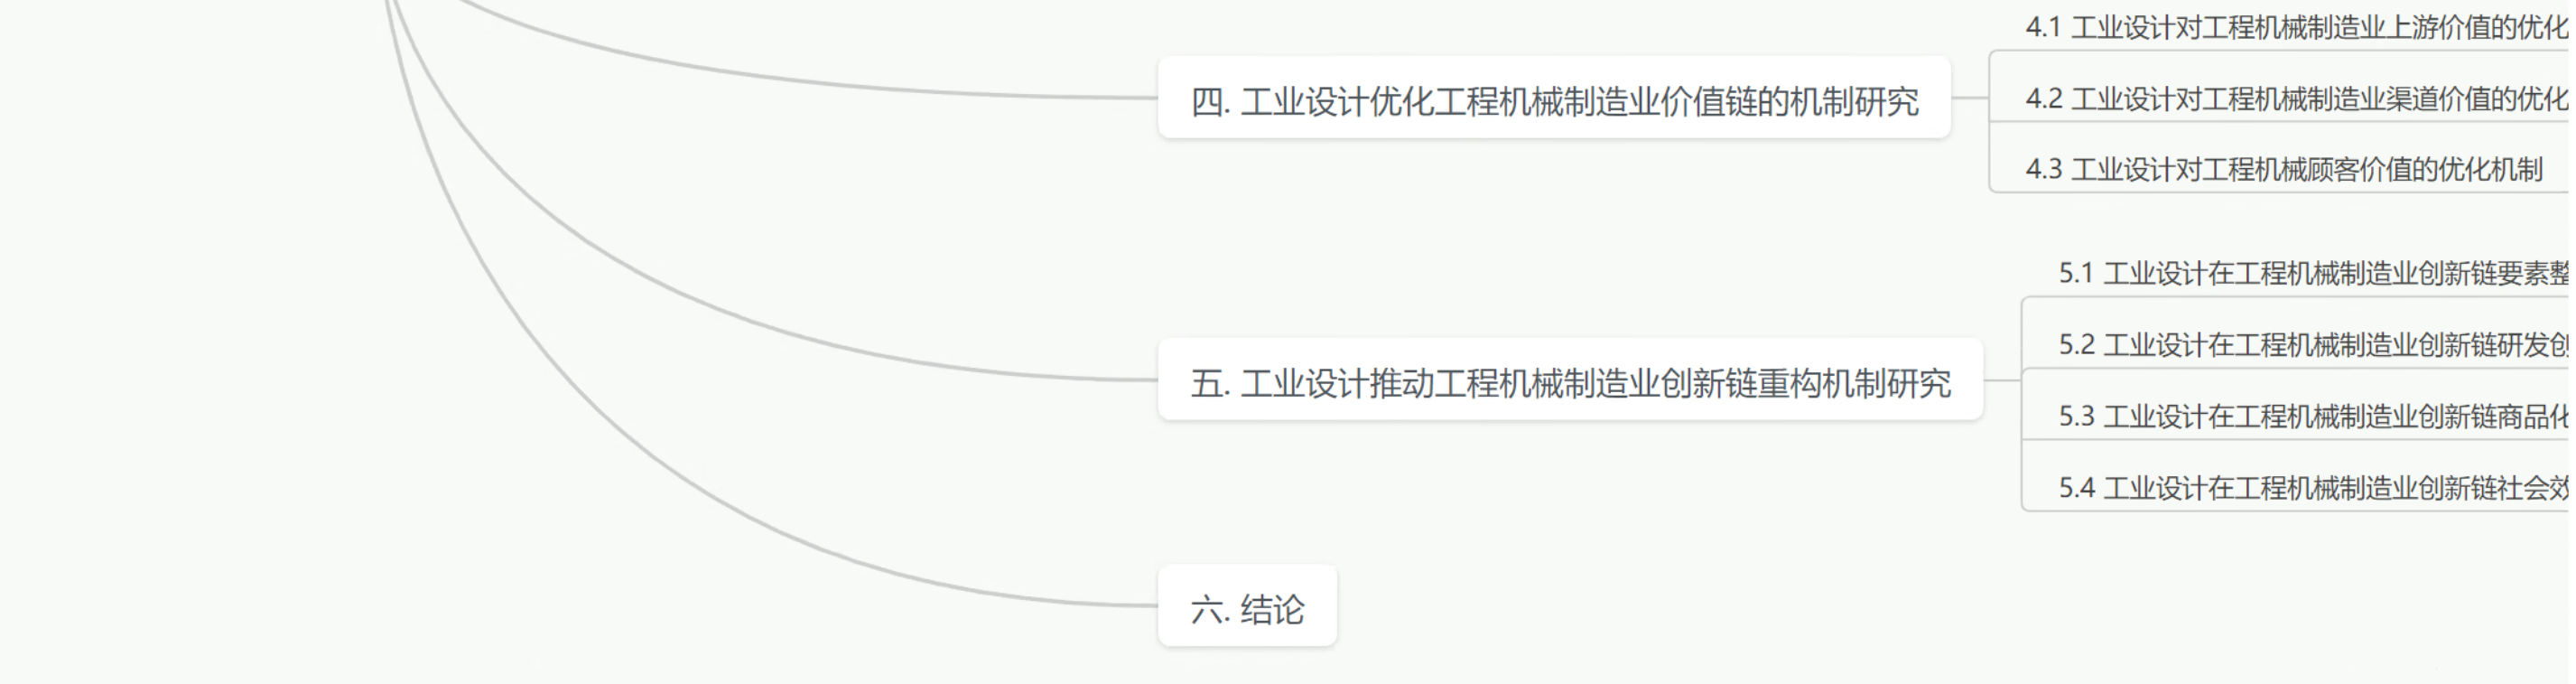 4.1 工业设计对工程机械制造业上游价值的优化
四. 工业设计优化工程机械制造业价值链的机制研究
4.2 工业设计对工程机械制造业渠道价值的优化
4.3 工业设计对工程机械顾客价值的优化机制
5.1 工业设计在工程机械制造业创新链要素整
5.2 工业设计在工程机械制造业创新链研发创
五. 工业设计推动工程机械制造业创新链重构机制研究
5.3 工业设计在工程机械制造业创新链商品化
5.4 工业设计在工程机械制造业创新链社会效
六. 结论